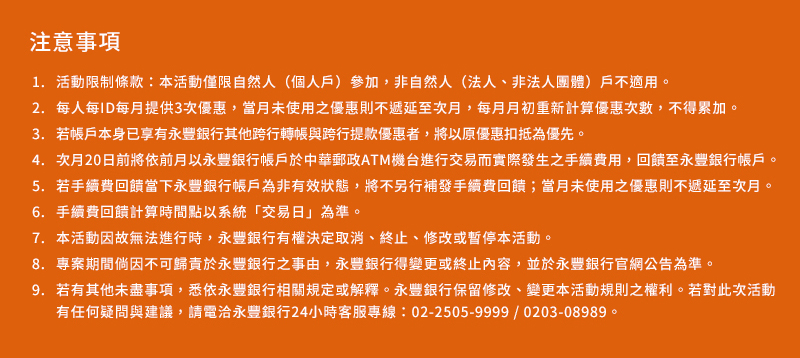 注意事項
1. 活動限制條款：本活動僅限自然人（個人戶）參加，非自然人（法人、非法人團體）戶不適用。
2. 每人每ID每月提供3次優惠，當月未使用之優惠則不遞延至次月，每月月初重新計算優惠次數，不得累加。
3. 若帳戶本身已享有永豐銀行其他跨行轉帳與跨行提款優惠者，將以原優惠扣抵為優先。
4. 次月20日前將依前月以永豐銀行帳戶於中華郵政ATM機台進行交易而實際發生之手續費用，回饋至永豐銀行帳戶。
5. 若手續費回饋當下永豐銀行帳戶為非有效狀態，將不另行補發手續費回饋；當月未使用之優惠則不遞延至次月。
6. 手續費回饋計算時間點以系統「交易日」為準。
7. 本活動因故無法進行時，永豐銀行有權決定取消、終止、修改或暫停本活動。
8. 專案期間倘因不可歸責於永豐銀行之事由，永豐銀行得變更或終止內容，並於永豐銀行官網公告為準。
9. 若有其他未盡事項，悉依永豐銀行相關規定或解釋。永豐銀行保留修改、變更本活動規則之權利。若對此次活動
有任何疑問與建議，請電洽永豐銀行24小時客服專線：02-2505-9999 / 0203-08989。